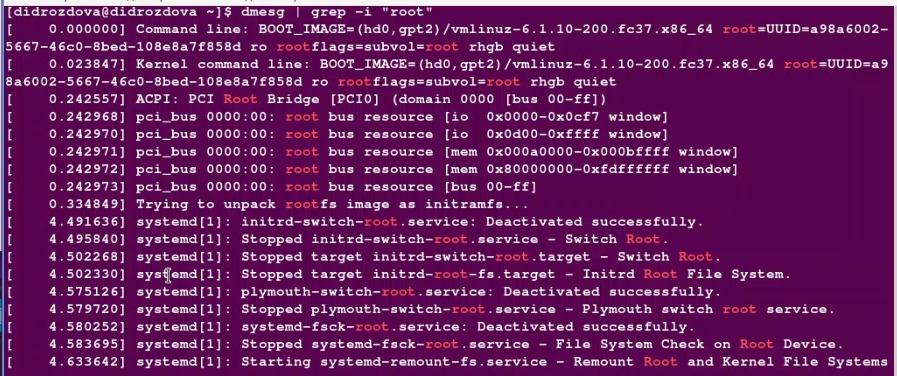 [didrozdova@didrozdova ~]$ dmesg | grep -i "root"
[    0.000000] Command line: BOOT_IMAGE=(hd0,gpt2)/vmlinuz-6.1.10-200.fc37.x86_64 root=UUID=a98a6002-
5667-46c0-8bed-108e8a7f858d ro rootflags=subvol=root rhgb quiet
[    0.023847] Kernel command line: BOOT_IMAGE=(hd0,gpt2)/vmlinuz-6.1.10-200.fc37.x86_64 root=UUID=a9
8a6002-5667-46c0-8bed-108e8a7f858d ro rootflags=subvol=root rhgb quiet
[    0.242557] ACPI: PCI Root Bridge [PCI0] (domain 0000 [bus 00-ff])
[    0.242968] pci_bus 0000:00: root bus resource [io  0x0000-0x0cf7 window]
[    0.242970] pci_bus 0000:00: root bus resource [io  0x0d00-0xffff window]
[    0.242971] pci_bus 0000:00: root bus resource [mem 0x000a0000-0x000bffff window]
[    0.242972] pci_bus 0000:00: root bus resource [mem 0x80000000-0xfdffffff window]
[    0.242973] pci_bus 0000:00: root bus resource [bus 00-ff]
[    0.334849] Trying to unpack rootfs image as initramfs...
[    4.491636] systemd[1]: initrd-switch-root.service: Deactivated successfully.
[    4.495840] systemd[1]: Stopped initrd-switch-root.service - Switch Root.
[    4.502268] systemd[1]: Stopped target initrd-switch-root.target - Switch Root.
[    4.502330] systemd[1]: Stopped target initrd-root-fs.target - Initrd Root File System.
[    4.575126] systemd[1]: plymouth-switch-root.service: Deactivated successfully.
[    4.579720] systemd[1]: Stopped plymouth-switch-root.service - Plymouth switch root service.
[    4.580252] systemd[1]: systemd-fsck-root.service: Deactivated successfully.
[    4.583695] systemd[1]: Stopped systemd-fsck-root.service - File System Check on Root Device.
[    4.633642] systemd[1]: Starting systemd-remount-fs.service - Remount Root and Kernel File Systems